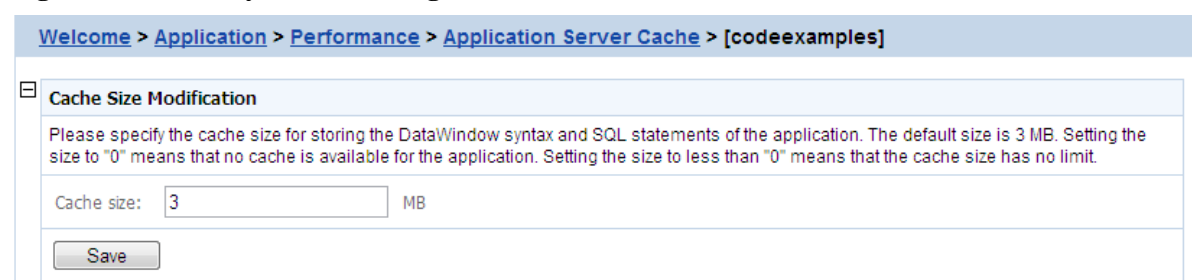 Welcome > Application > Performance > Application Server Cache > [codeexamples]
Cache Size Modification
Please specify the cache size for storing the DataWindow syntax and SQL statements of the application. The default size is 3 MB. Setting the
size to "0" means that no cache is available for the application. Setting the size to less than "0" means that the cache size has no limit.
Cache size: 3 MB
Save